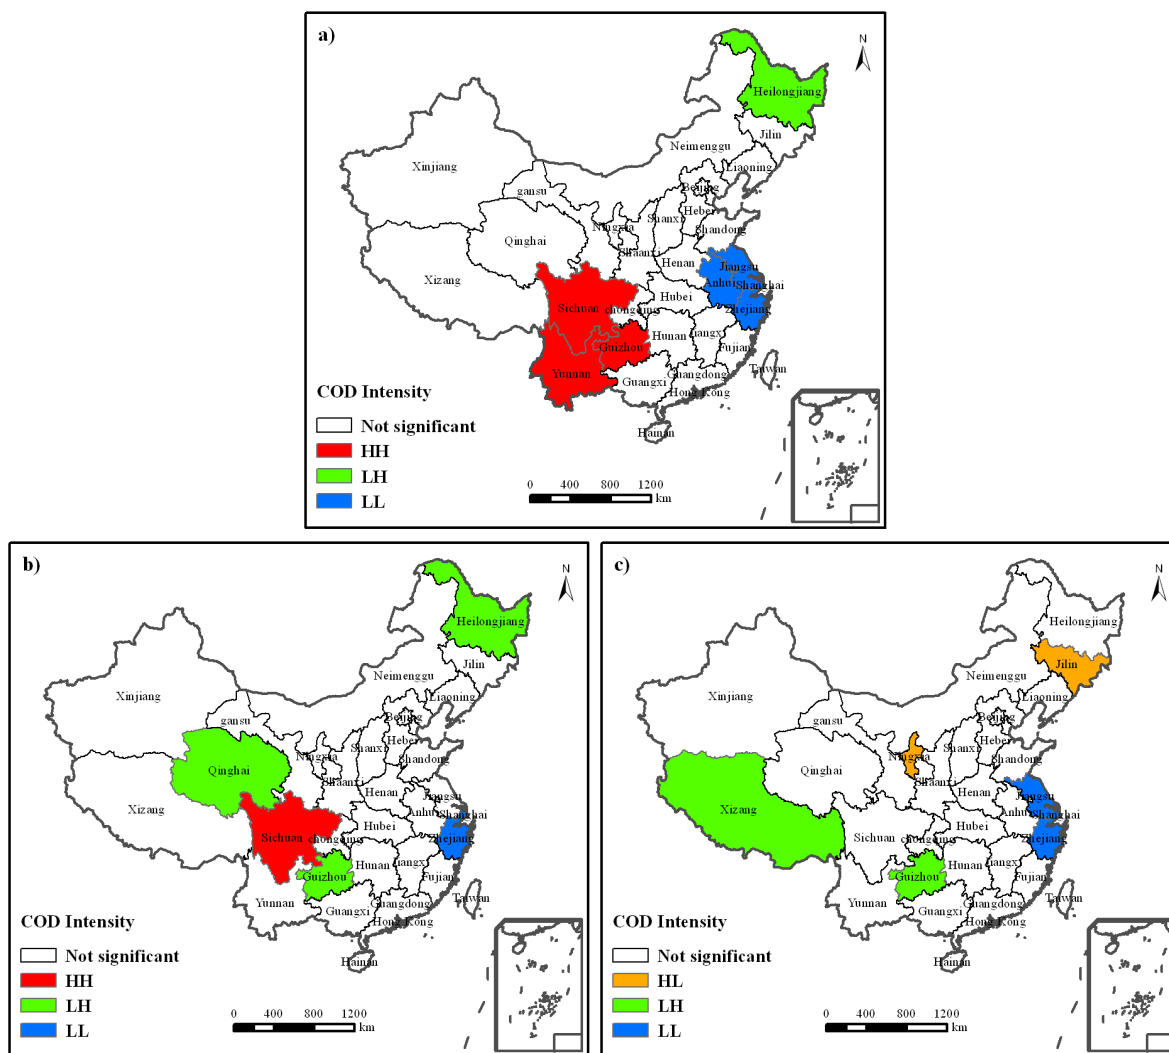 a)
N
Heilongjiang
Jilin
Neimenggu
Liaoning
Xinjiang
Beijing
gansu
Hebei
Shanxi
Ningxia
Shandong
Qinghai
Shaanxi
Henan
Jiangsu
Xizang
Anhui
Shanghai
Hubei
Sichuan
chongqing
Zhejiang
Hunan
Jiangxi
Guizhou
Fujian
Taiwan
Yunnan
Guangdong
Guangxi
Hong Kong
Hainan
COD Intensity
Not significant
HH
LH
LL
0 400 800 1200
km
b)
N
Heilongjiang
Jilin
Neimenggu
Liaoning
Xinjiang
Beijing
gansu
Hebei
Shanxi
Ningxia
Shandong
Qinghai
Shaanxi
Henan
Jiangsu
Xizang
Anhui
Shanghai
Hubei
Sichuan
chongqing
Zhejiang
Hunan
Jiangxi
Guizhou
Fujian
Taiwan
Yunnan
Guangdong
Guangxi
Hong Kong
Hainan
COD Intensity
Not significant
HH
LH
LL
0 400 800 1200
km
c)
N
Heilongjiang
Jilin
Neimenggu
Liaoning
Xinjiang
Beijing
gansu
Hebei
Shanxi
Ningxia
Shandong
Qinghai
Shaanxi
Henan
Jiangsu
Xizang
Anhui
Shanghai
Hubei
Sichuan
chongqing
Zhejiang
Hunan
Jiangxi
Guizhou
Fujian
Taiwan
Yunnan
Guangdong
Guangxi
Hong Kong
Hainan
COD Intensity
Not significant
HL
LH
LL
0 400 800 1200
km